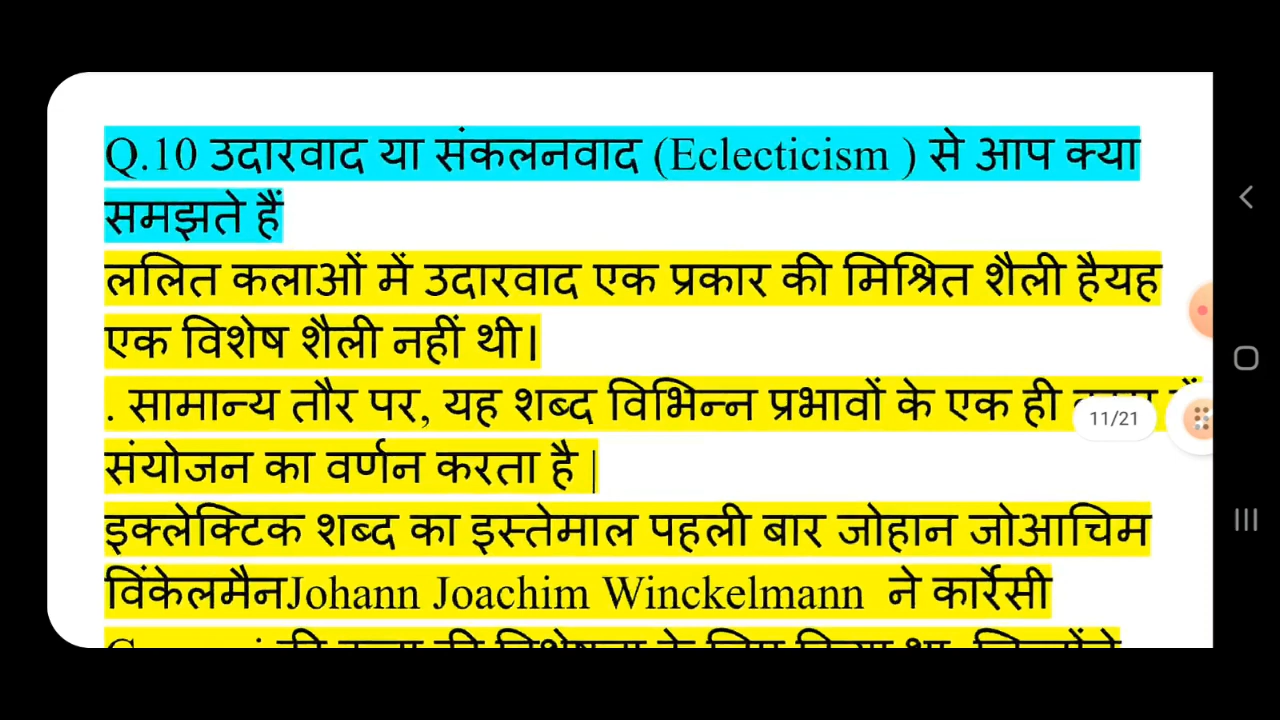 Q.10 उदारवाद या संकलनवाद (Eclecticism ) से आप क्या
समझते हैं
ललित कलाओं में उदारवाद एक प्रकार की मिश्रित शैली हैयह
एक विशेष शैली नहीं थी।
. सामान्य तौर पर, यह शब्द विभिन्न प्रभावों के एक ही
11/21
संयोजन का वर्णन करता है |
इक्लेक्टिक शब्द का इस्तेमाल पहली बार जोहान जोआचिम
विंकेलमैनJohann Joachim Winckelmann ने कार्रेसी